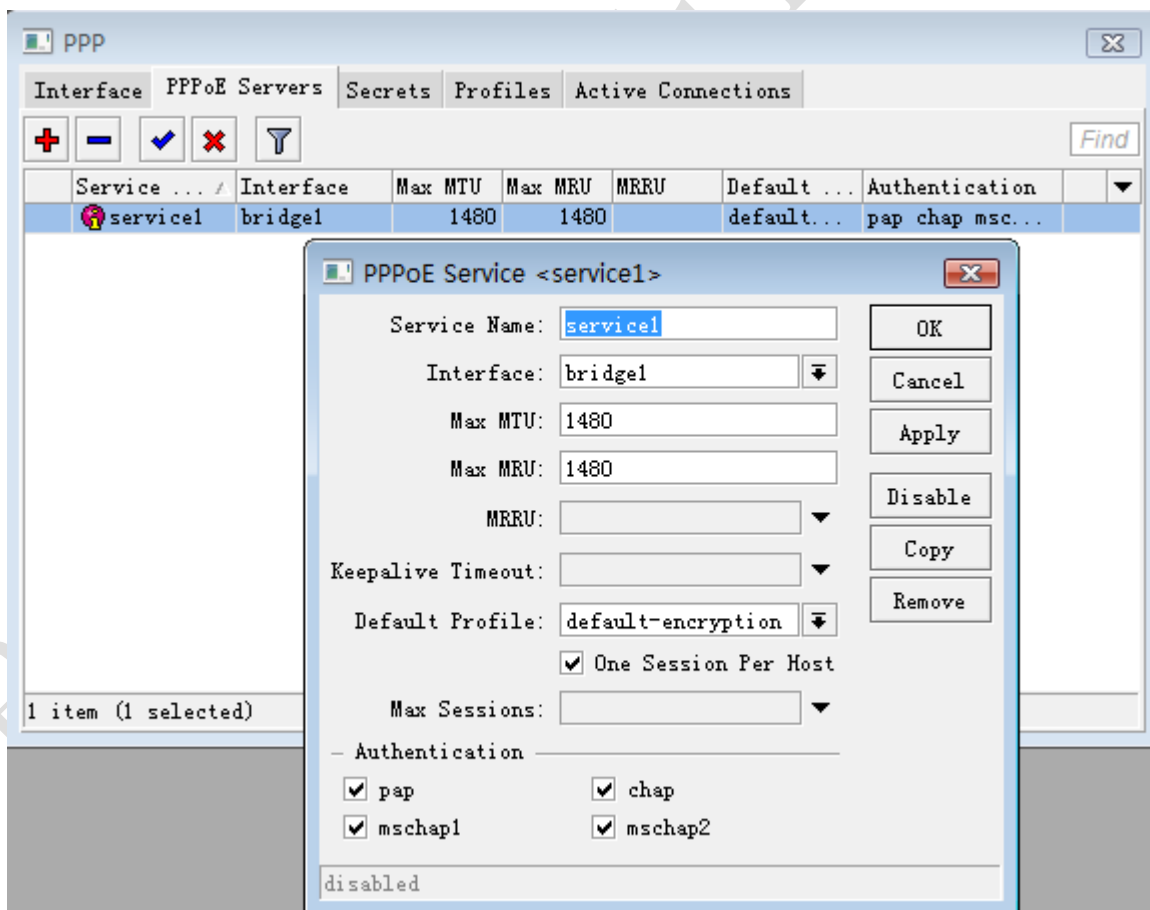 PPP
Interface PPPoE Servers Secrets Profiles Active Connections
Find
Service ... Interface Max MTU Max MRU MRRU Default ... Authentication
service1 bridge1 1480 1480 default... pap chap msc...
PPPoE Service <service1>
Service Name: service1
OK
Interface: bridge1
Cancel
Max MTU: 1480
Apply
Max MRU: 1480
Disable
MRRU:
Copy
Keepalive Timeout:
Remove
Default Profile: default-encryption
One Session Per Host
Max Sessions:
1 item (1 selected)
Authentication
pap chap
mschap1 mschap2
disabled